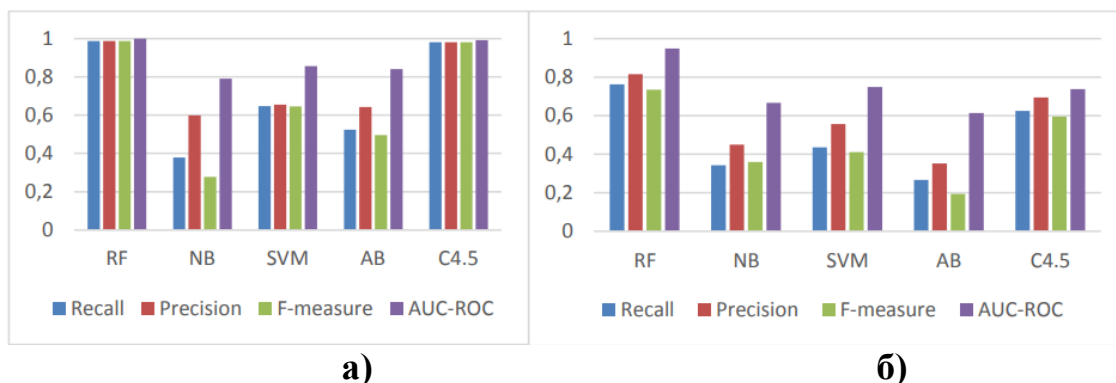 1
0,8
0,6
0,4
0,2
0
RF NB SVM AB C4.5
Recall Precision F-measure AUC-ROC
а)
1
0,8
0,6
0,4
0,2
0
RF NB SVM AB C4.5
Recall Precision F-measure AUC-ROC
б)